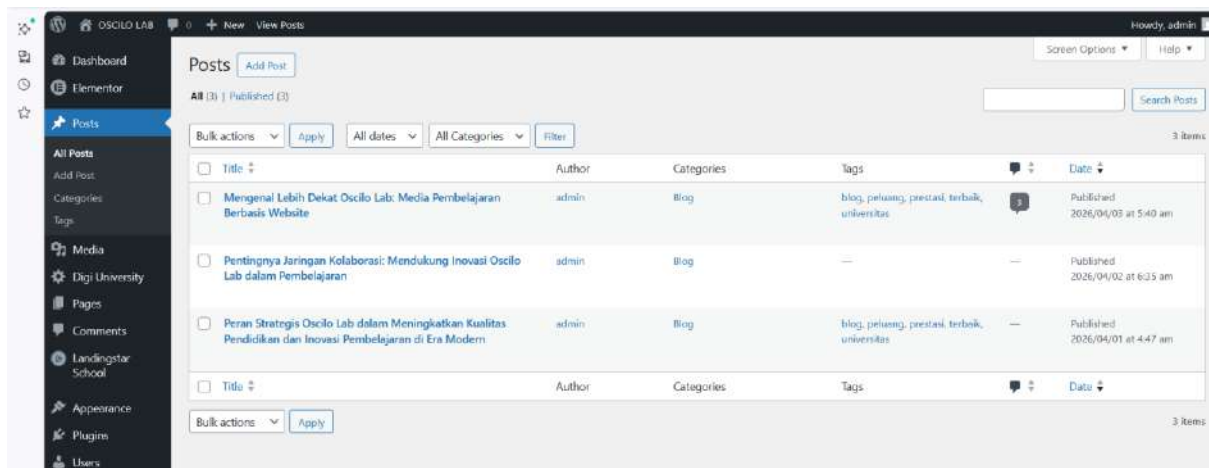 OSCILO LAB 0 + New View Posts Howdy, admin
Screen Options Help
Dashboard
Elementor
Posts
All Posts
Add Post
Categories
Tags
Media
Digi University
Pages
Comments
Landingstar
School
Appearance
Plugins
Users
Posts Add Post
All (3) | Published (3)
Search Posts
Bulk actions Apply All dates All Categories Filter 3 items
Title Author Categories Tags Date
Mengenal Lebih Dekat Oscilo Lab: Media Pembelajaran admin Blog blog, peluang, prestasi, terbaik, 3 Published
Berbasis Website universitas 2026/04/03 at 5:40 am
Pentingnya Jaringan Kolaborasi: Mendukung Inovasi Oscilo admin Blog — — Published
Lab dalam Pembelajaran 2026/04/02 at 6:35 am
Peran Strategis Oscilo Lab dalam Meningkatkan Kualitas admin Blog blog, peluang, prestasi, terbaik, — Published
Pendidikan dan Inovasi Pembelajaran di Era Modern universitas 2026/04/01 at 4:47 am
Title Author Categories Tags Date
Bulk actions Apply 3 items